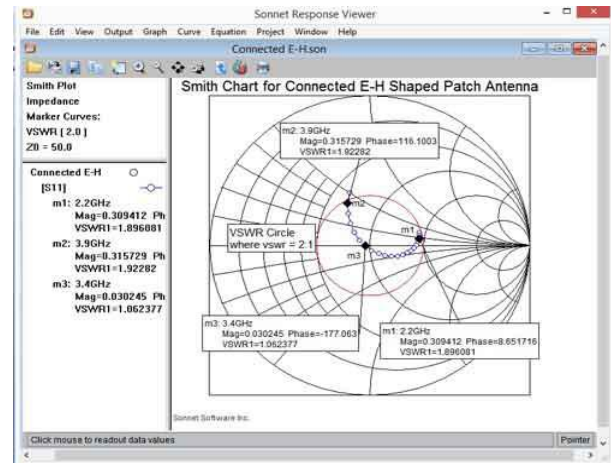 Sonnet Response Viewer
File Edit View Output Graph Curve Equation Project Window Help
Connected E-H.son
Smith Plot
Impedance
Marker Curves:
VSWR [ 2.0 ]
Z0 = 50.0
Connected E-H
[S11]
m1: 2.2GHz
Mag=0.309412 Ph
VSWR1=1.896081
m2: 3.9GHz
Mag=0.315729 Ph
VSWR1=1.92282
m3: 3.4GHz
Mag=0.030245 Ph
VSWR1=1.062377
Smith Chart for Connected E-H Shaped Patch Antenna
m2: 3.9GHz
Mag=0.315729 Phase=116.1003
VSWR1=1.92282
m2
m1
m3
VSWR Circle
where vswr = 2:1
m3: 3.4GHz
Mag=0.030245 Phase=-177.063
VSWR1=1.062377
m1: 2.2GHz
Mag=0.309412 Phase=8.651716
VSWR1=1.896081
Sonnet Software Inc.
Click mouse to readout data values
Pointer